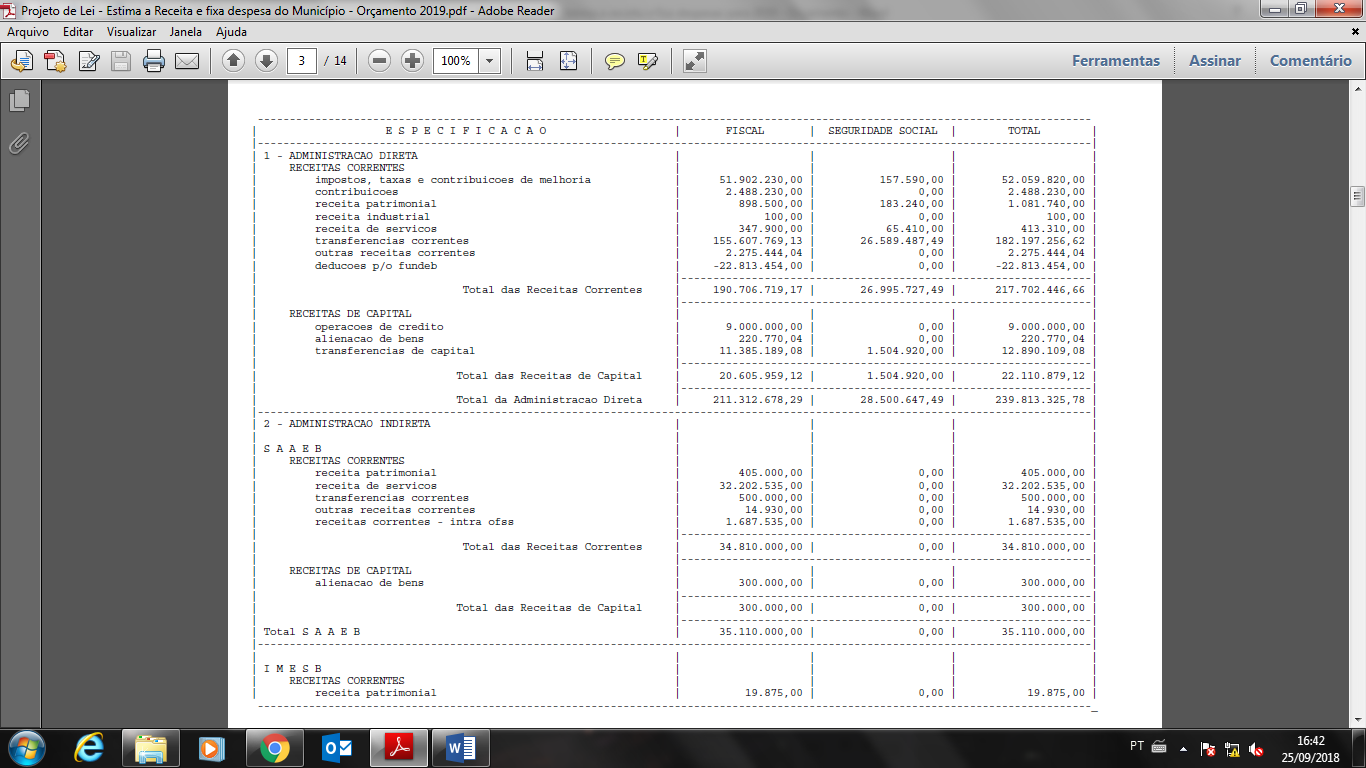 Projeto de Lei - Estima a Receita e fixa despesa do Município - Orçamento 2019.pdf - Adobe Reader
Arquivo Editar Visualizar Janela Ajuda
3 / 14 100% Ferramentas Assinar Comentário
E S P E C I F I C A C A O | FISCAL | SEGURIDADE SOCIAL | TOTAL
1 - ADMINISTRACAO DIRETA
RECEITAS CORRENTES
impostos, taxas e contribuicoes de melhoria | 51.902.230,00 | 157.590,00 | 52.059.820,00
contribuicoes | 2.488.230,00 | 0,00 | 2.488.230,00
receita patrimonial | 898.500,00 | 183.240,00 | 1.081.740,00
receita industrial | 100,00 | 0,00 | 100,00
receita de servicos | 347.900,00 | 65.410,00 | 413.310,00
transferencias correntes | 155.607.769,13 | 26.589.487,49 | 182.197.256,62
outras receitas correntes | 2.275.444,04 | 0,00 | 2.275.444,04
deducoes p/o fundeb | -22.813.454,00 | 0,00 | -22.813.454,00
Total das Receitas Correntes | 190.706.719,17 | 26.995.727,49 | 217.702.446,66
RECEITAS DE CAPITAL
operacoes de credito | 9.000.000,00 | 0,00 | 9.000.000,00
alienacao de bens | 220.770,04 | 0,00 | 220.770,04
transferencias de capital | 11.385.189,08 | 1.504.920,00 | 12.890.109,08
Total das Receitas de Capital | 20.605.959,12 | 1.504.920,00 | 22.110.879,12
Total da Administracao Direta | 211.312.678,29 | 28.500.647,49 | 239.813.325,78
2 - ADMINISTRACAO INDIRETA
S A A E B
RECEITAS CORRENTES
receita patrimonial | 405.000,00 | 0,00 | 405.000,00
receita de servicos | 32.202.535,00 | 0,00 | 32.202.535,00
transferencias correntes | 500.000,00 | 0,00 | 500.000,00
outras receitas correntes | 14.930,00 | 0,00 | 14.930,00
receitas correntes - intra ofss | 1.687.535,00 | 0,00 | 1.687.535,00
Total das Receitas Correntes | 34.810.000,00 | 0,00 | 34.810.000,00
RECEITAS DE CAPITAL
alienacao de bens | 300.000,00 | 0,00 | 300.000,00
Total das Receitas de Capital | 300.000,00 | 0,00 | 300.000,00
Total S A A E B | 35.110.000,00 | 0,00 | 35.110.000,00
I M E S B
RECEITAS CORRENTES
receita patrimonial | 19.875,00 | 0,00 | 19.875,00
PT 16:42
25/09/2018